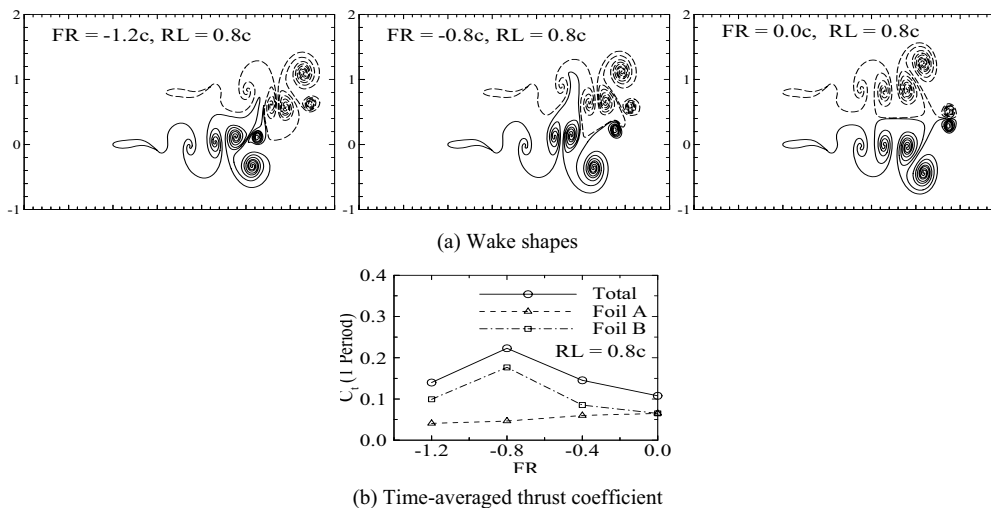 2
1
0
-1
FR = -1.2c, RL = 0.8c
2
1
0
-1
FR = -0.8c, RL = 0.8c
2
1
0
-1
FR = 0.0c, RL = 0.8c
(a) Wake shapes
0.4
0.3
0.2
0.1
0.0
C_t (1 Period)
Total
Foil A
Foil B
RL = 0.8c
-1.2 -0.8 -0.4 0.0
FR
(b) Time-averaged thrust coefficient